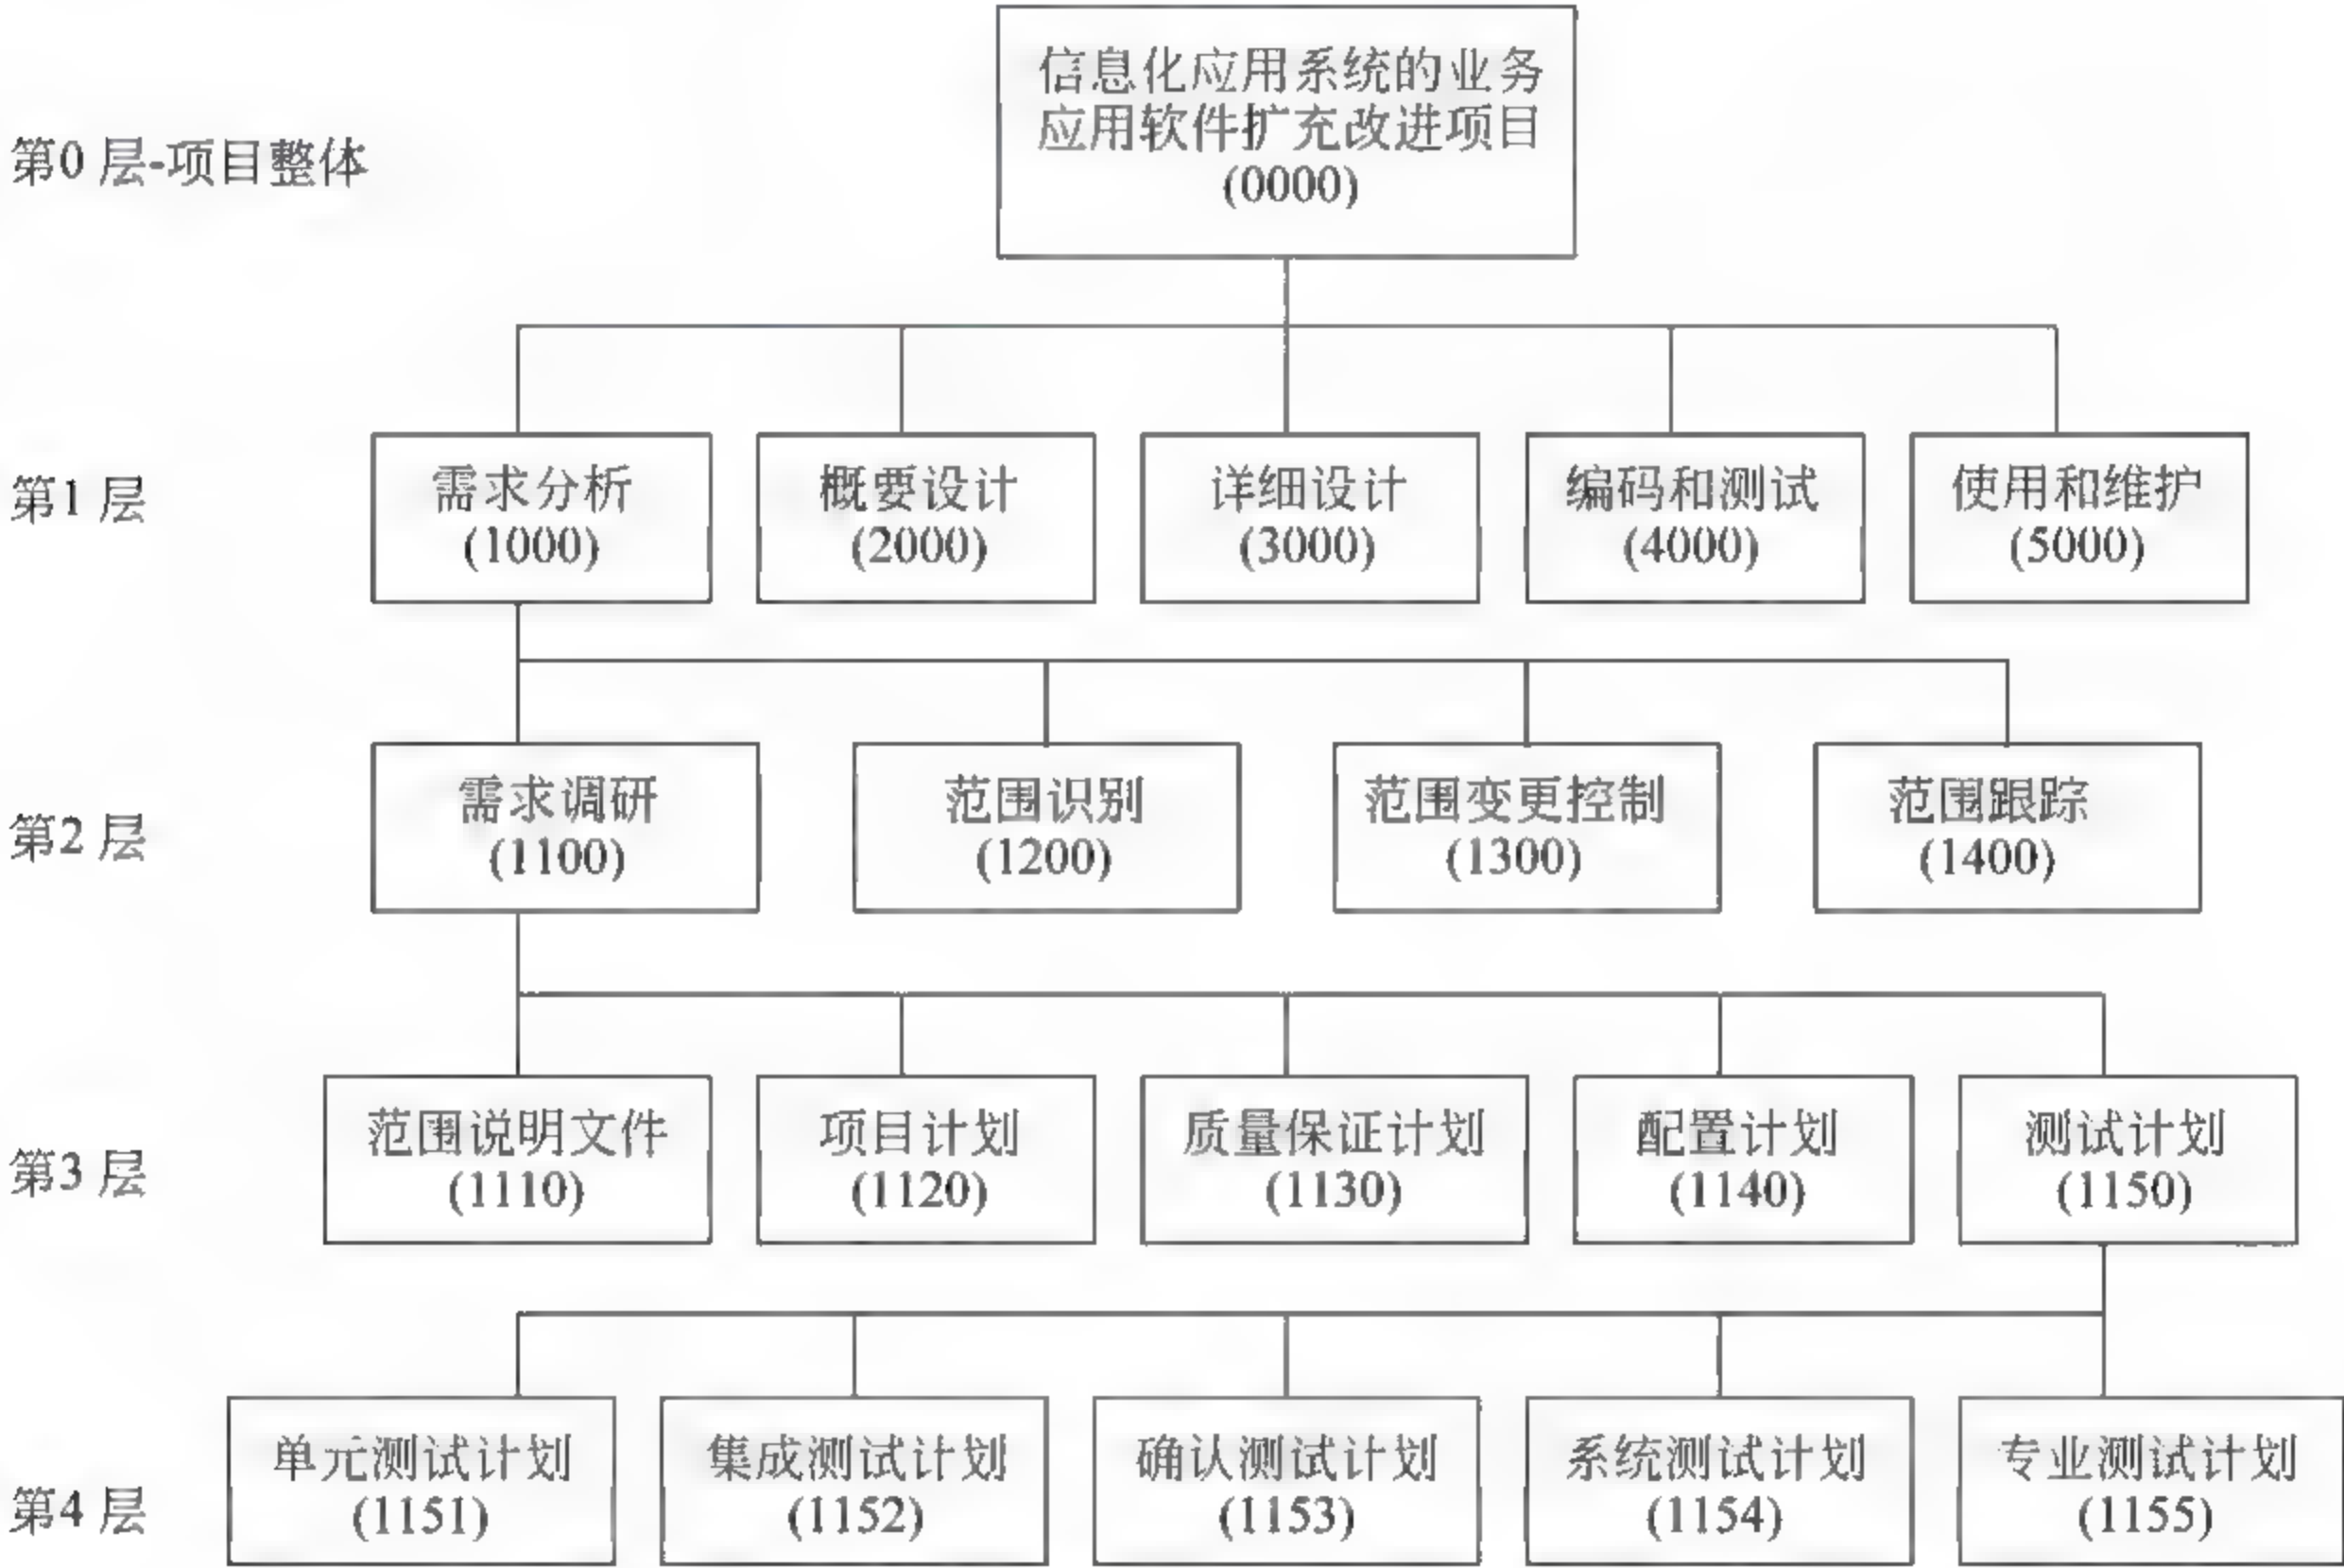 信息化应用系统的业务
应用软件扩充改进项目
(0000)
第0 层-项目整体
第1 层
需求分析
(1000)
概要设计
(2000)
详细设计
(3000)
编码和测试
(4000)
使用和维护
(5000)
第2 层
需求调研
(1100)
范围识别
(1200)
范围变更控制
(1300)
范围跟踪
(1400)
第3 层
范围说明文件
(1110)
项目计划
(1120)
质量保证计划
(1130)
配置计划
(1140)
测试计划
(1150)
第4 层
单元测试计划
(1151)
集成测试计划
(1152)
确认测试计划
(1153)
系统测试计划
(1154)
专业测试计划
(1155)